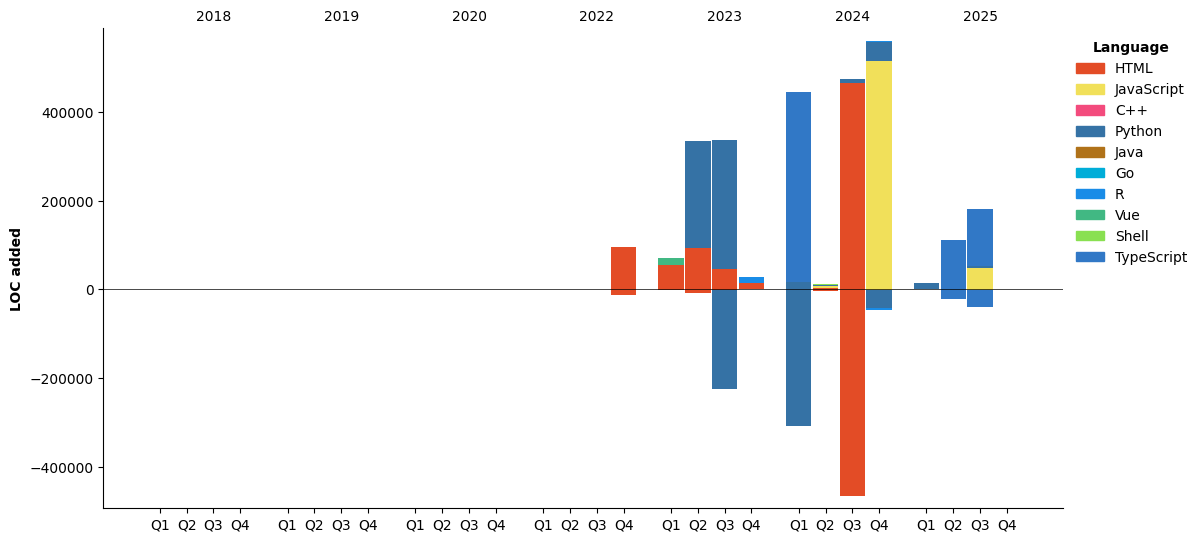 2018 2019 2020 2022 2023 2024 2025
LOC added
400000
200000
0
−200000
−400000
Q1 Q2 Q3 Q4 Q1 Q2 Q3 Q4 Q1 Q2 Q3 Q4 Q1 Q2 Q3 Q4 Q1 Q2 Q3 Q4 Q1 Q2 Q3 Q4 Q1 Q2 Q3 Q4
Language
HTML
JavaScript
C++
Python
Java
Go
R
Vue
Shell
TypeScript